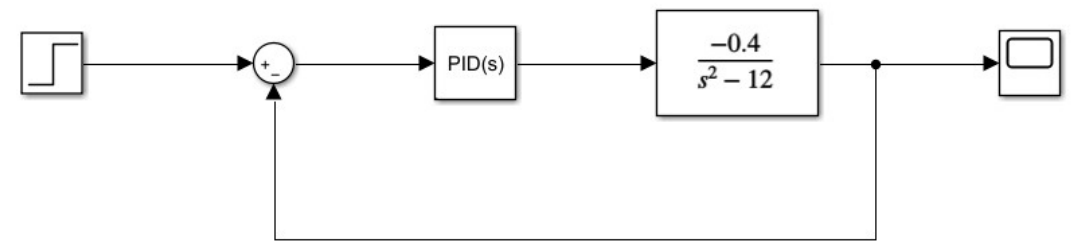 +
−
PID(s)
−0.4
s² − 12